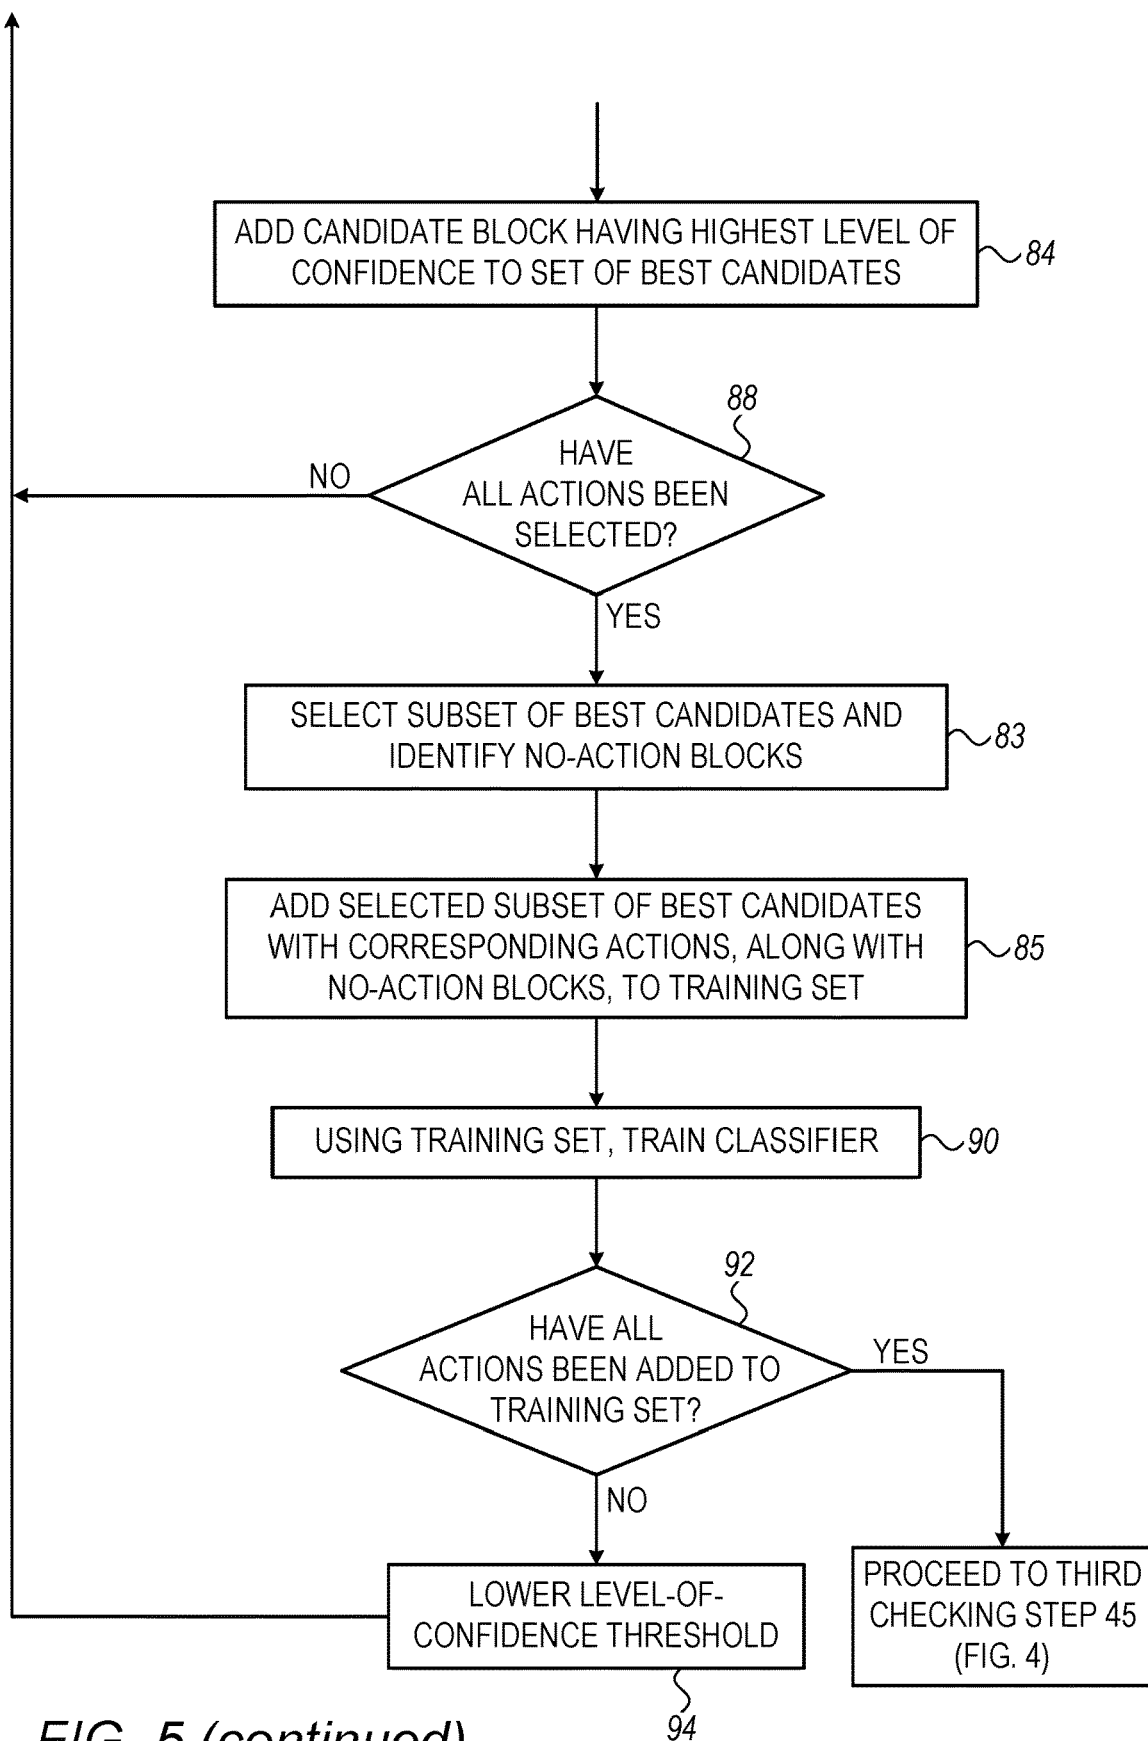 ADD CANDIDATE BLOCK HAVING HIGHEST LEVEL OF
CONFIDENCE TO SET OF BEST CANDIDATES
84
88
HAVE
ALL ACTIONS BEEN
SELECTED?
NO
YES
SELECT SUBSET OF BEST CANDIDATES AND
IDENTIFY NO-ACTION BLOCKS
83
ADD SELECTED SUBSET OF BEST CANDIDATES
WITH CORRESPONDING ACTIONS, ALONG WITH
NO-ACTION BLOCKS, TO TRAINING SET
85
USING TRAINING SET, TRAIN CLASSIFIER
90
92
HAVE ALL
ACTIONS BEEN ADDED TO
TRAINING SET?
YES
NO
LOWER LEVEL-OF-
CONFIDENCE THRESHOLD
94
PROCEED TO THIRD
CHECKING STEP 45
(FIG. 4)
FIG. 5 (continued)